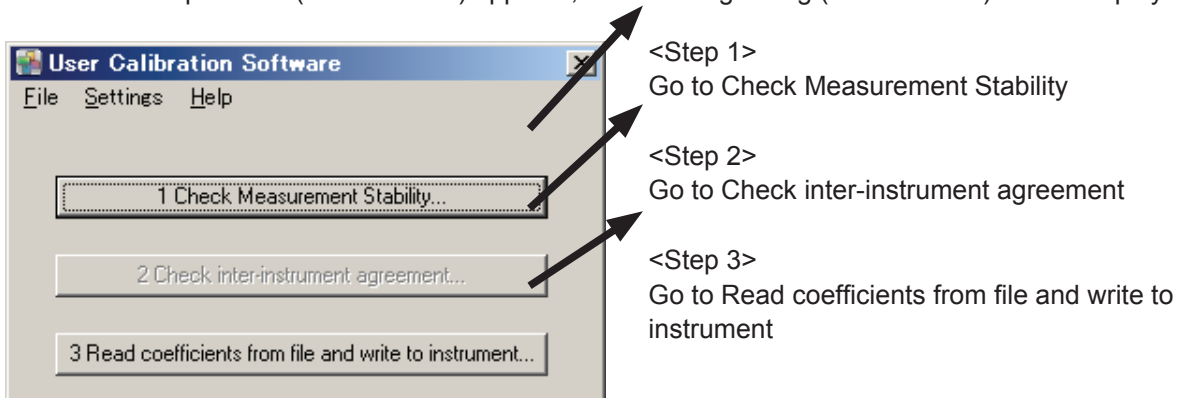 User Calibration Software
File Settings Help
1 Check Measurement Stability...
2 Check inter-instrument agreement...
3 Read coefficients from file and write to instrument...
<Step 1>
Go to Check Measurement Stability
<Step 2>
Go to Check inter-instrument agreement
<Step 3>
Go to Read coefficients from file and write to
instrument